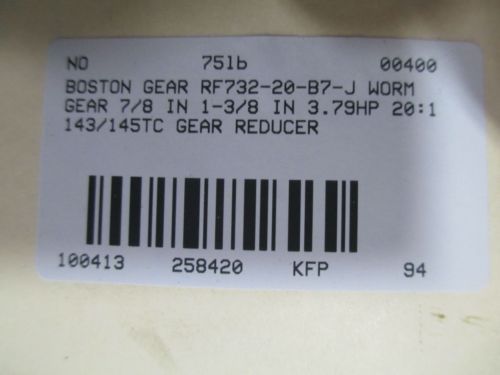 NO 75lb 00400
BOSTON GEAR RF732-20-B7-J WORM
GEAR 7/8 IN 1-3/8 IN 3.79HP 20:1
143/145TC GEAR REDUCER
100413 258420 KFP 94